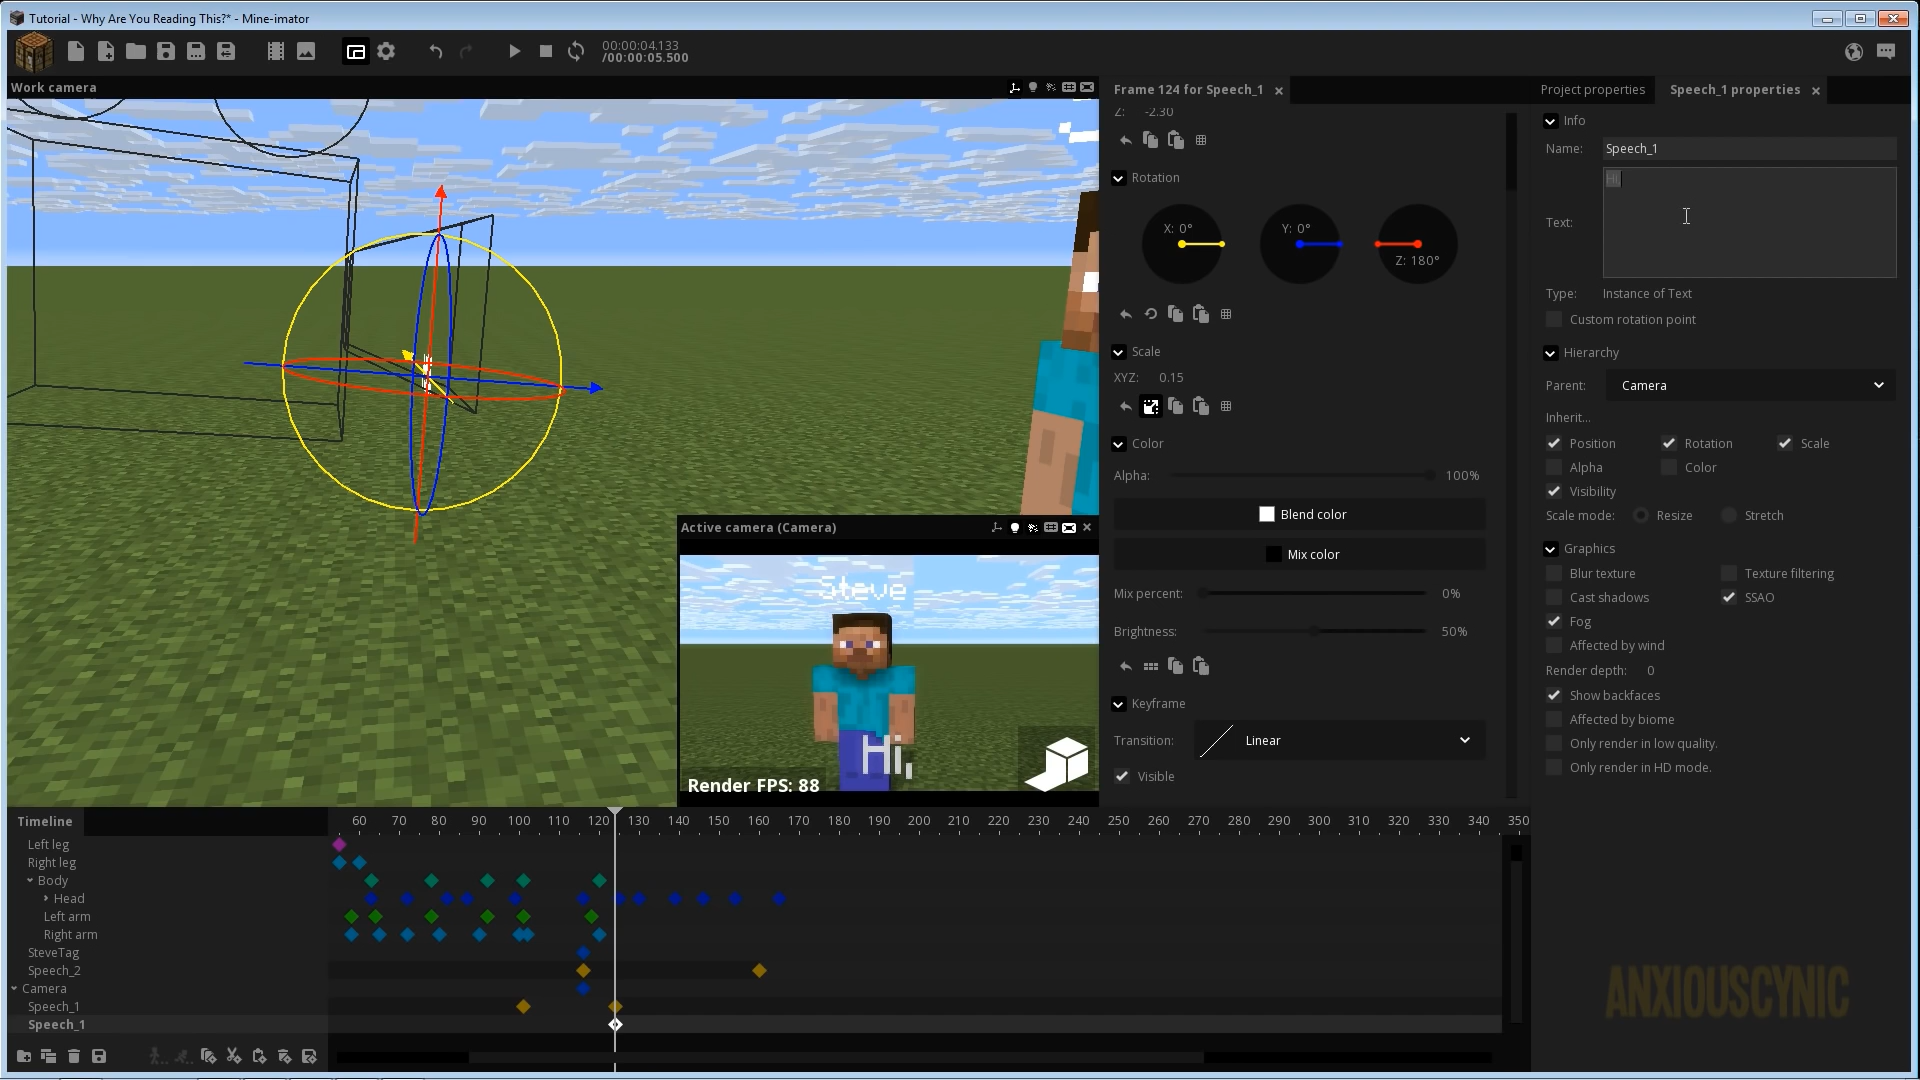 Tutorial - Why Are You Reading This?* - Mine-imator
00:00:04.133
/00:00:05.500
Work camera
Frame 124 for Speech_1
Project properties
Speech_1 properties
Z: -2.30
Rotation
X: 0°
Y: 0°
Z: 180°
Scale
XYZ: 0.15
Color
Alpha: 100%
Blend color
Mix color
Mix percent: 0%
Brightness: 50%
Keyframe
Transition: Linear
Visible
Info
Name: Speech_1
Text: Hi,
Type: Instance of Text
Custom rotation point
Hierarchy
Parent: Camera
Inherit...
Position Rotation Scale
Alpha Color
Visibility
Scale mode: Resize Stretch
Graphics
Blur texture Texture filtering
Cast shadows SSAO
Fog
Affected by wind
Render depth: 0
Show backfaces
Affected by biome
Only render in low quality.
Only render in HD mode.
Active camera (Camera)
Steve
Hi,
Render FPS: 88
Timeline
60 70 80 90 100 110 120 130 140 150 160 170 180 190 200 210 220 230 240 250 260 270 280 290 300 310 320 330 340 350
Left leg
Right leg
Body
Head
Left arm
Right arm
SteveTag
Speech_2
Camera
Speech_1
Speech_1
ANXIOUSCYNIC